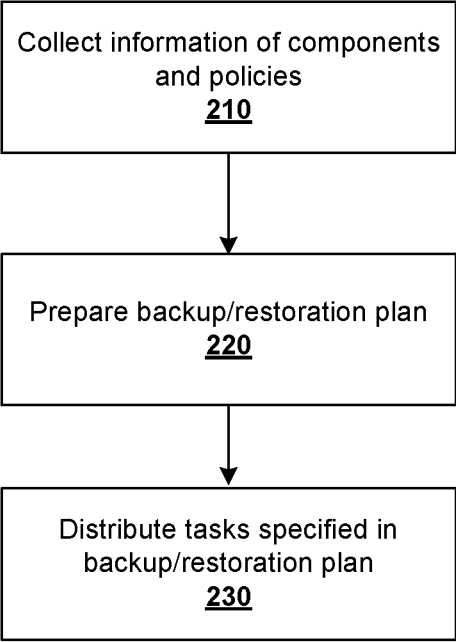 Collect information of components
and policies
210
Prepare backup/restoration plan
220
Distribute tasks specified in
backup/restoration plan
230